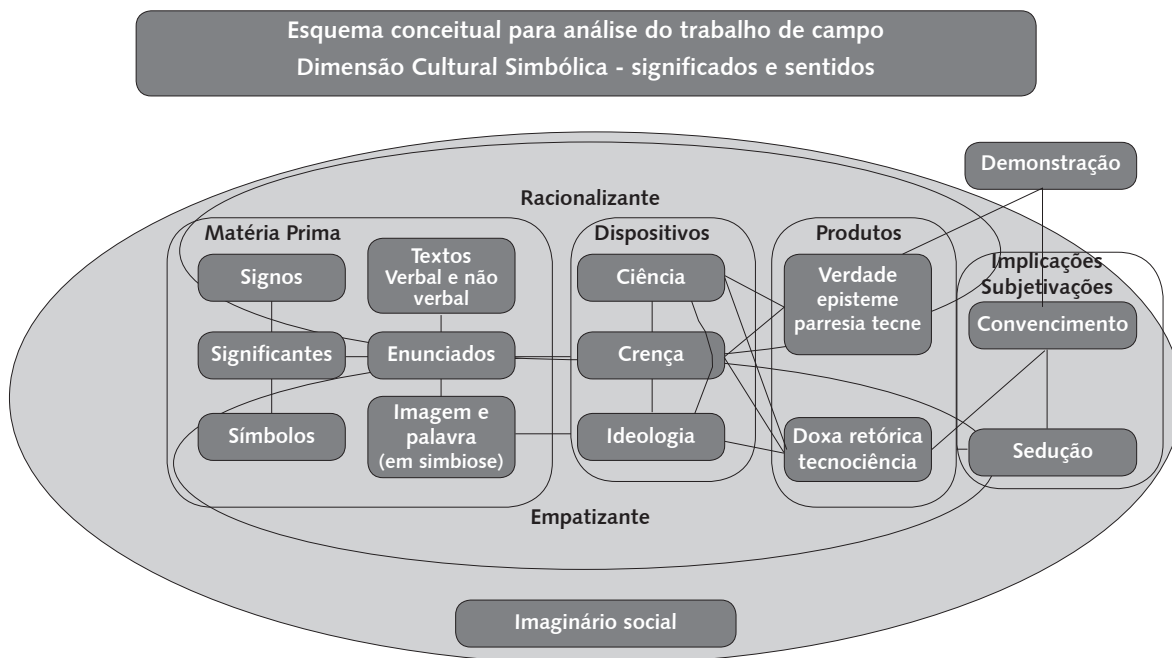 Esquema conceitual para análise do trabalho de campo
Dimensão Cultural Simbólica - significados e sentidos
Demonstração
Racionalizante
Matéria Prima
Signos
Significantes
Símbolos
Textos
Verbal e não
verbal
Enunciados
Imagem e
palavra
(em simbiose)
Dispositivos
Ciência
Crença
Ideologia
Produtos
Verdade
episteme
parresia tecne
Doxa retórica
tecnociência
Implicações
Subjetivações
Convencimento
Sedução
Empatizante
Imaginário social